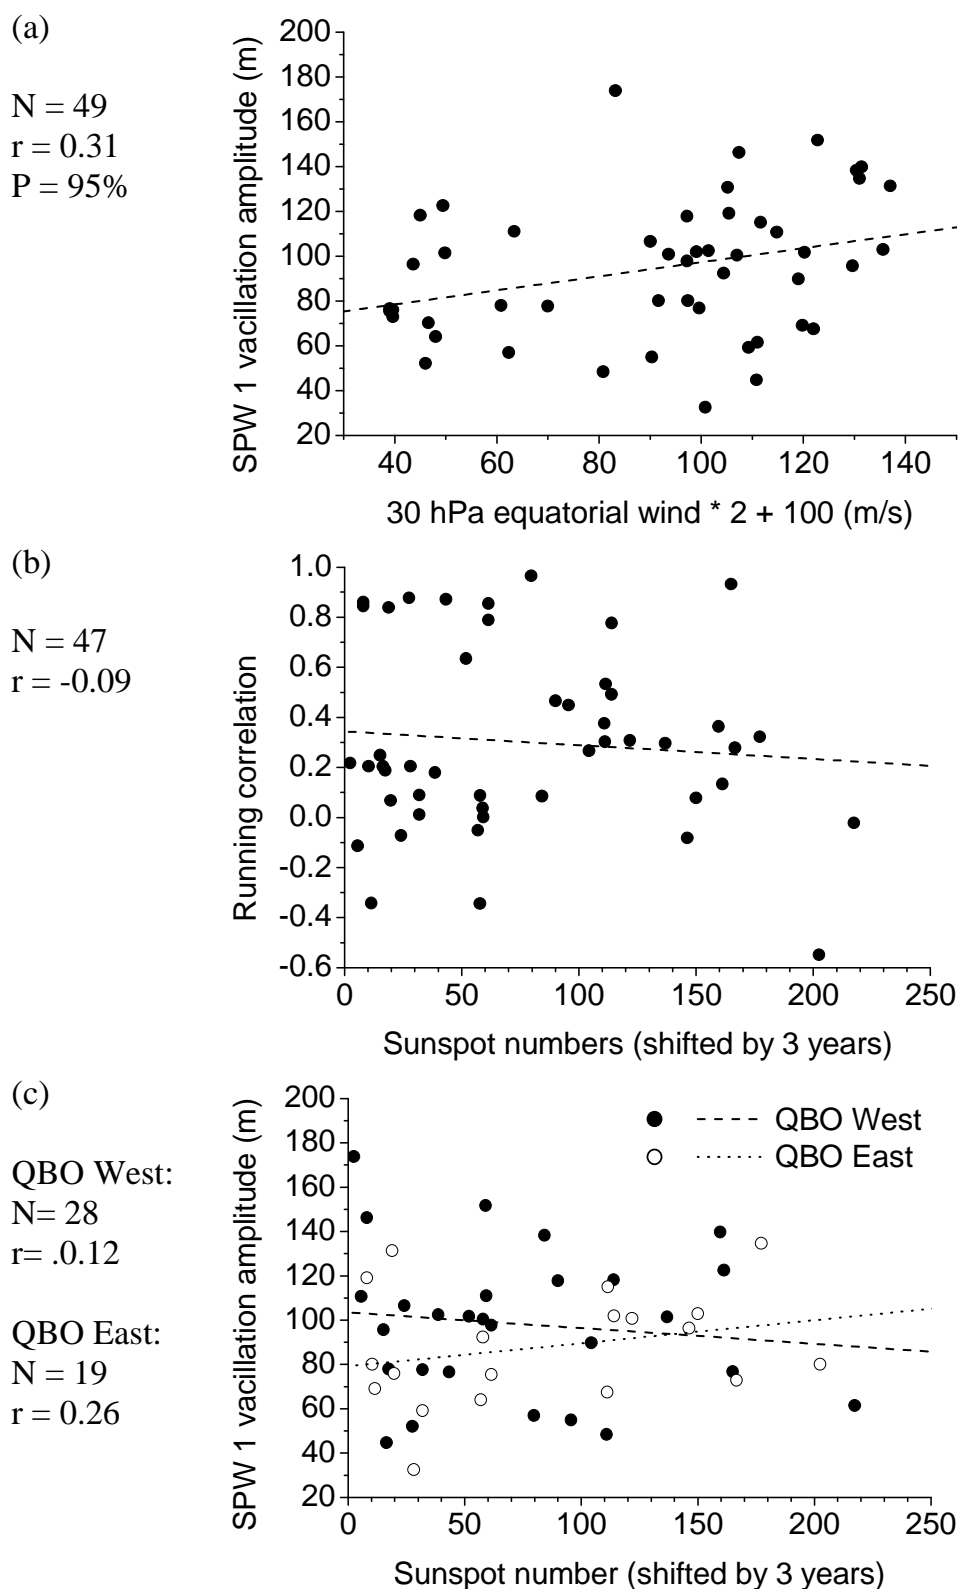 (a)
N = 49
r = 0.31
P = 95%
SPW 1 vacillation amplitude (m)
200
180
160
140
120
100
80
60
40
20
40 60 80 100 120 140
30 hPa equatorial wind * 2 + 100 (m/s)
(b)
N = 47
r = -0.09
Running correlation
1.0
0.8
0.6
0.4
0.2
0.0
-0.2
-0.4
-0.6
0 50 100 150 200 250
Sunspot numbers (shifted by 3 years)
(c)
QBO West:
N= 28
r= .0.12
QBO East:
N = 19
r = 0.26
SPW 1 vacillation amplitude (m)
200
180
160
140
120
100
80
60
40
20
QBO West
QBO East
0 50 100 150 200 250
Sunspot number (shifted by 3 years)